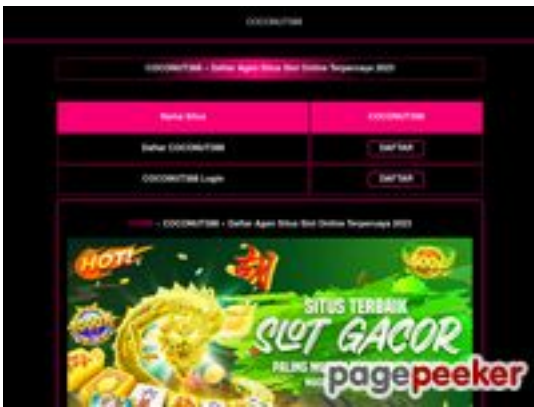 COCONUT388
COCONUT388 – Daftar Agen Situs Slot Online Terpercaya 2023
Nama Situs COCONUT388
Daftar COCONUT388 DAFTAR
COCONUT388 Login DAFTAR
– COCONUT388 – Daftar Agen Situs Slot Online Terpercaya 2023
HOT!
SITUS TERBAIK
SLOT GACOR
PALING
pagepeeker